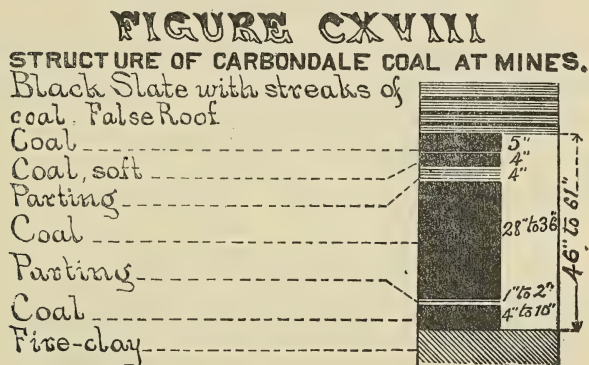 FIGURE CXVIII
STRUCTURE OF CARBONDALE COAL AT MINES.
Black Slate with streaks of
coal. False Roof
Coal 5"
Coal, soft 4"
Parting 4"
Coal 28" to 36"
Parting 1" to 2"
Coal 4" to 10"
Fire-clay
46" to 61"